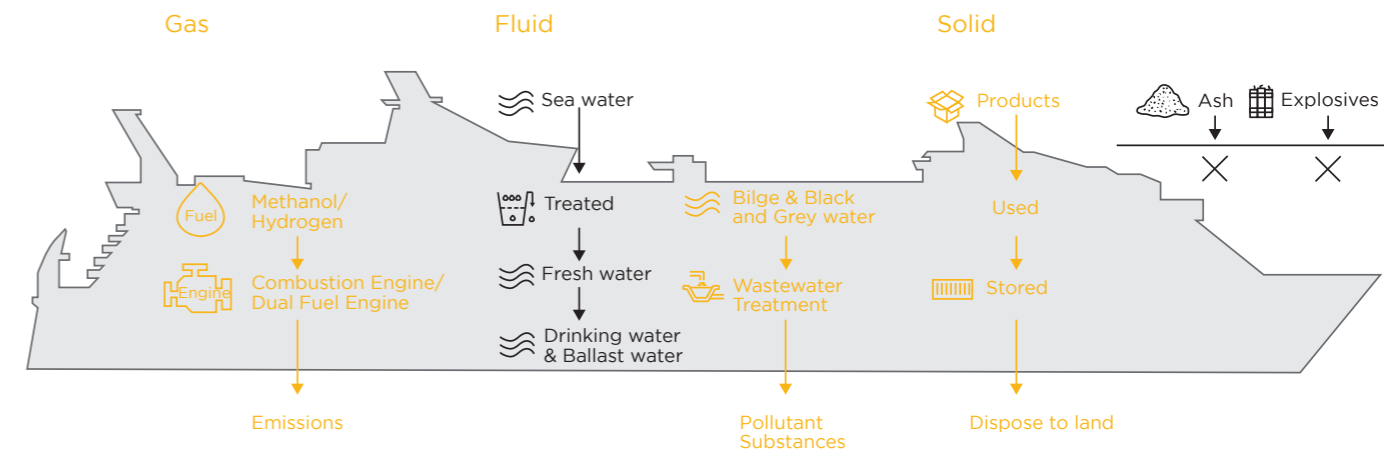 Gas
Fluid
Solid
Sea water
Products
Ash
Explosives
Fuel
Methanol/
Hydrogen
Treated
Bilge & Black
and Grey water
Used
Engine
Combustion Engine/
Dual Fuel Engine
Fresh water
Wastewater
Treatment
Stored
Drinking water
& Ballast water
Emissions
Pollutant
Substances
Dispose to land